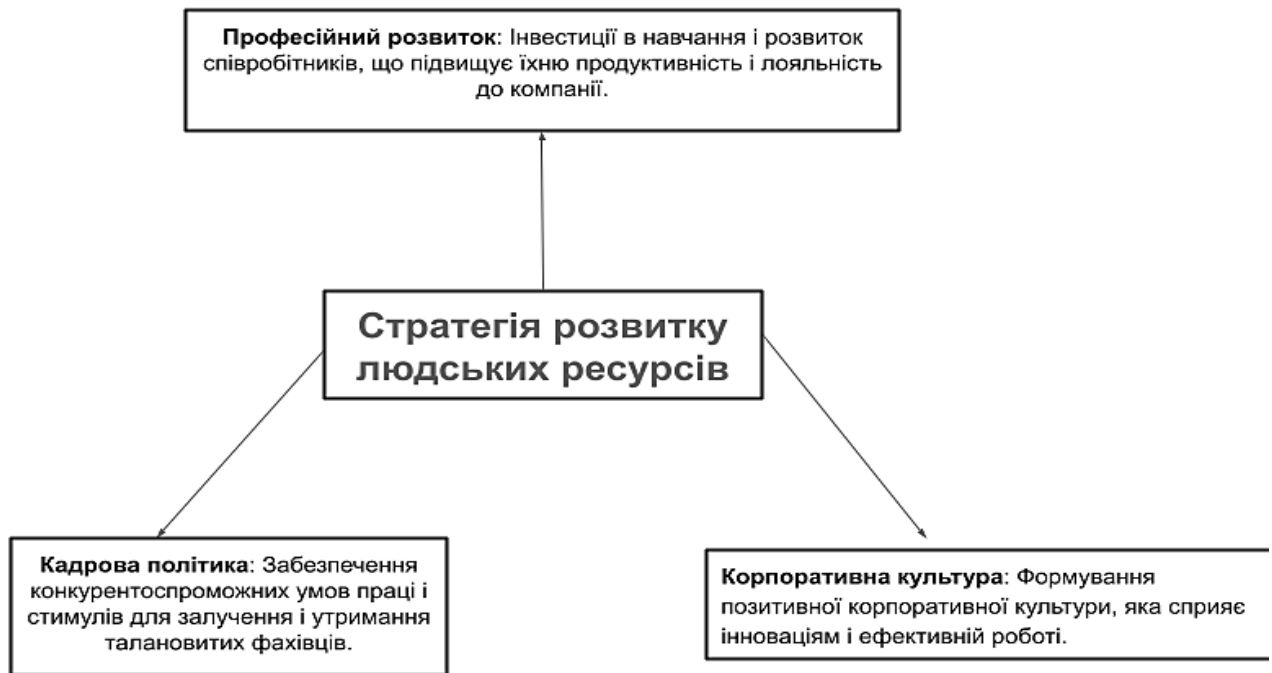 Професійний розвиток: Інвестиції в навчання і розвиток
співробітників, що підвищує їхню продуктивність і лояльність
до компанії.
Стратегія розвитку
людських ресурсів
Кадрова політика: Забезпечення
конкурентоспроможних умов праці і
стимулів для залучення і утримання
талановитих фахівців.
Корпоративна культура: Формування
позитивної корпоративної культури, яка сприяє
інноваціям і ефективній роботі.